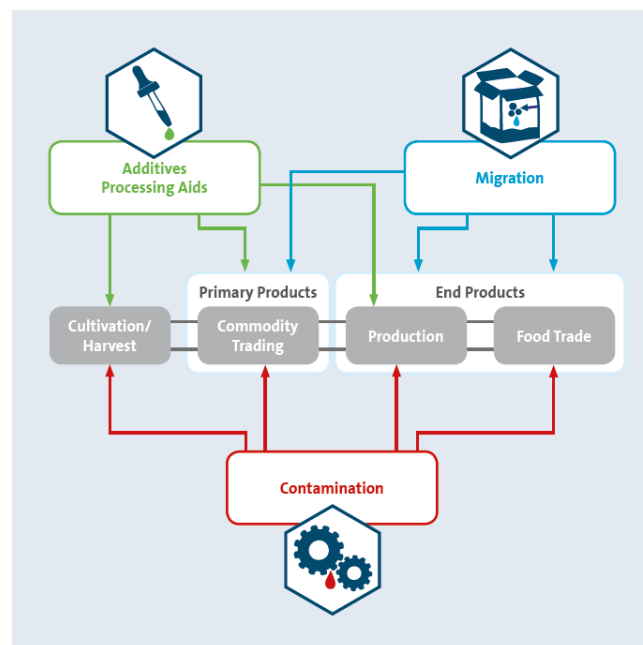 Additives
Processing Aids
Migration
Primary Products
End Products
Cultivation/
Harvest
Commodity
Trading
Production
Food Trade
Contamination